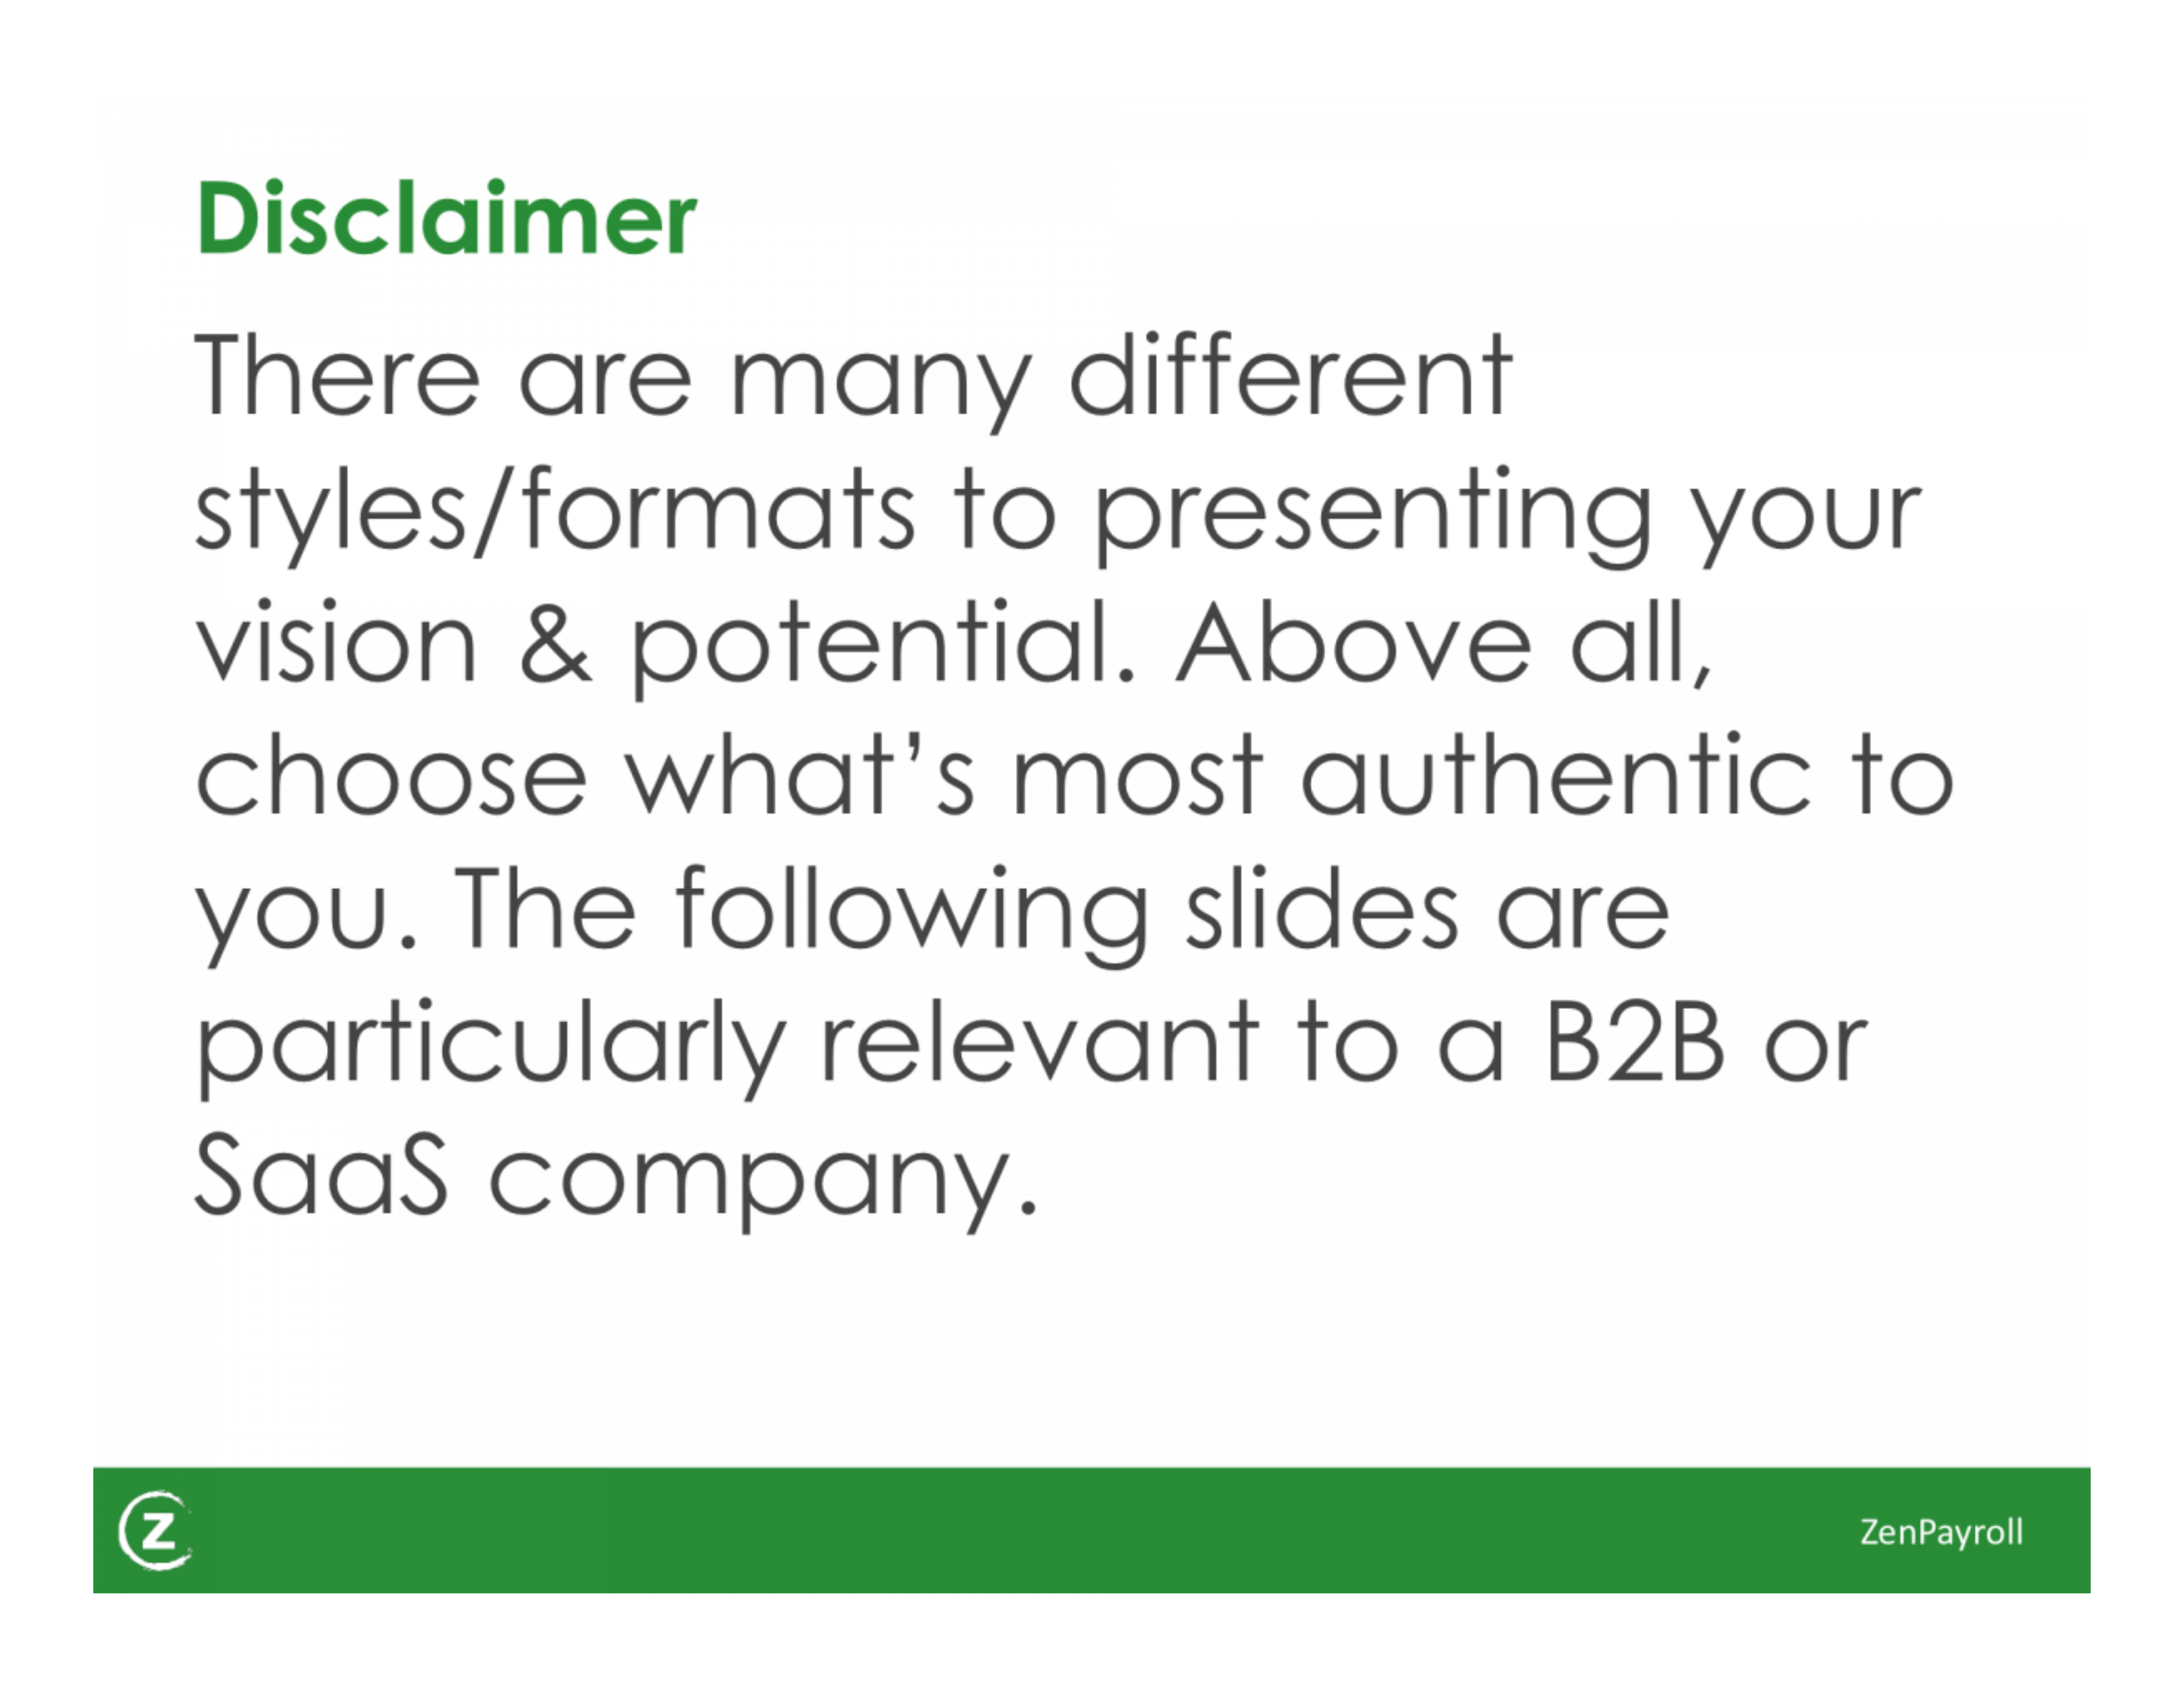 Disclaimer
There are many different
styles/formats to presenting your
vision & potential. Above all,
choose what's most authentic to
you. The following slides are
particularly relevant to a B2B or
SaaS company.
Z
ZenPayroll